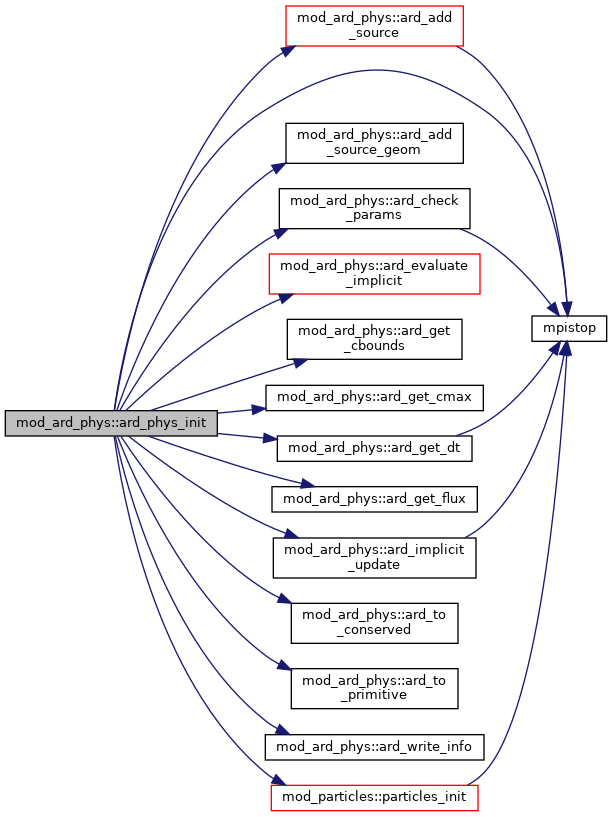 mod_ard_phys::ard_add
_source
mod_ard_phys::ard_add
_source_geom
mod_ard_phys::ard_check
_params
mod_ard_phys::ard_evaluate
_implicit
mpistop
mod_ard_phys::ard_get
_cbounds
mod_ard_phys::ard_get_cmax
mod_ard_phys::ard_phys_init
mod_ard_phys::ard_get_dt
mod_ard_phys::ard_get_flux
mod_ard_phys::ard_implicit
_update
mod_ard_phys::ard_to
_conserved
mod_ard_phys::ard_to
_primitive
mod_ard_phys::ard_write_info
mod_particles::particles_init